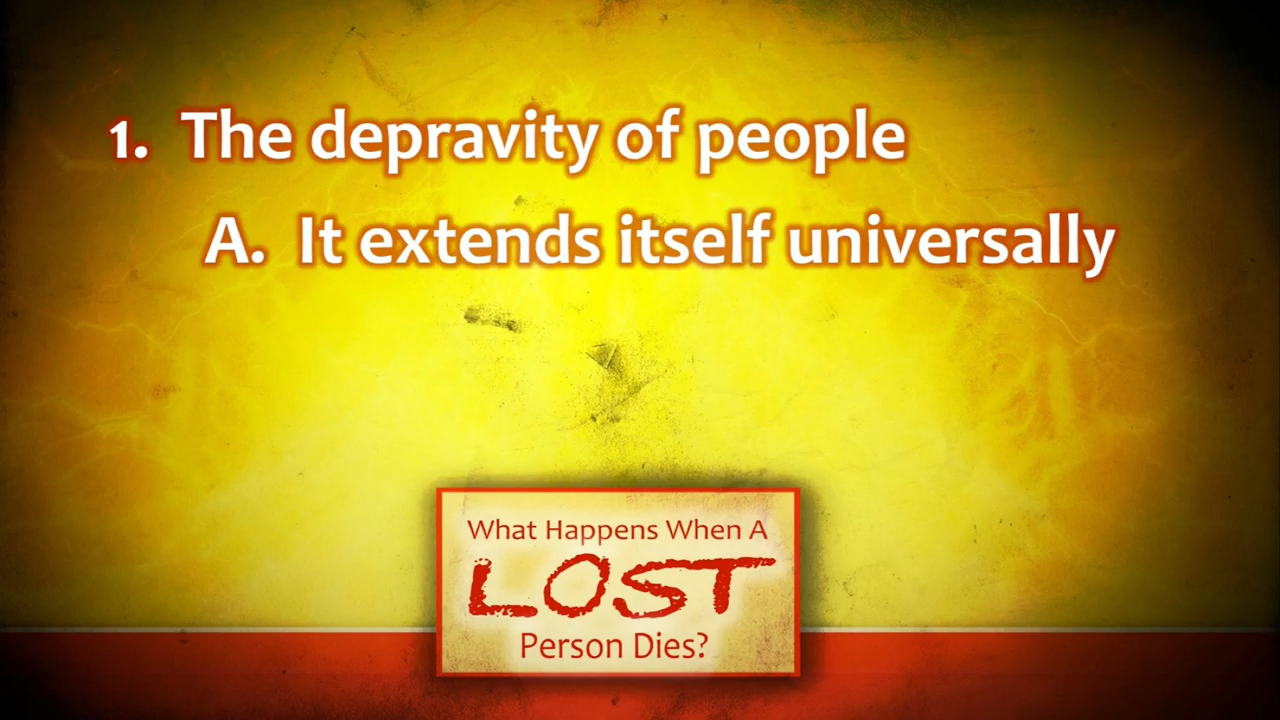 1. The depravity of people
A. It extends itself universally
What Happens When A
LOST
Person Dies?